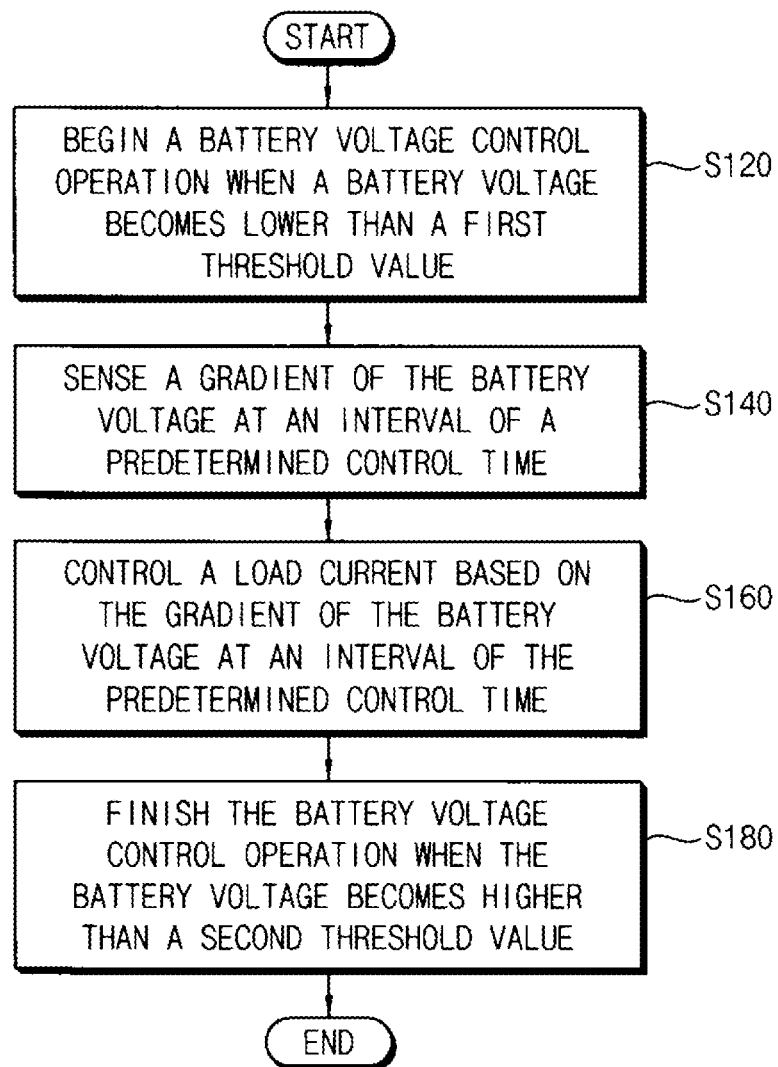 START
BEGIN A BATTERY VOLTAGE CONTROL
OPERATION WHEN A BATTERY VOLTAGE
BECOMES LOWER THAN A FIRST
THRESHOLD VALUE
S120
SENSE A GRADIENT OF THE BATTERY
VOLTAGE AT AN INTERVAL OF A
PREDETERMINED CONTROL TIME
S140
CONTROL A LOAD CURRENT BASED ON
THE GRADIENT OF THE BATTERY
VOLTAGE AT AN INTERVAL OF THE
PREDETERMINED CONTROL TIME
S160
FINISH THE BATTERY VOLTAGE
CONTROL OPERATION WHEN THE
BATTERY VOLTAGE BECOMES HIGHER
THAN A SECOND THRESHOLD VALUE
S180
END